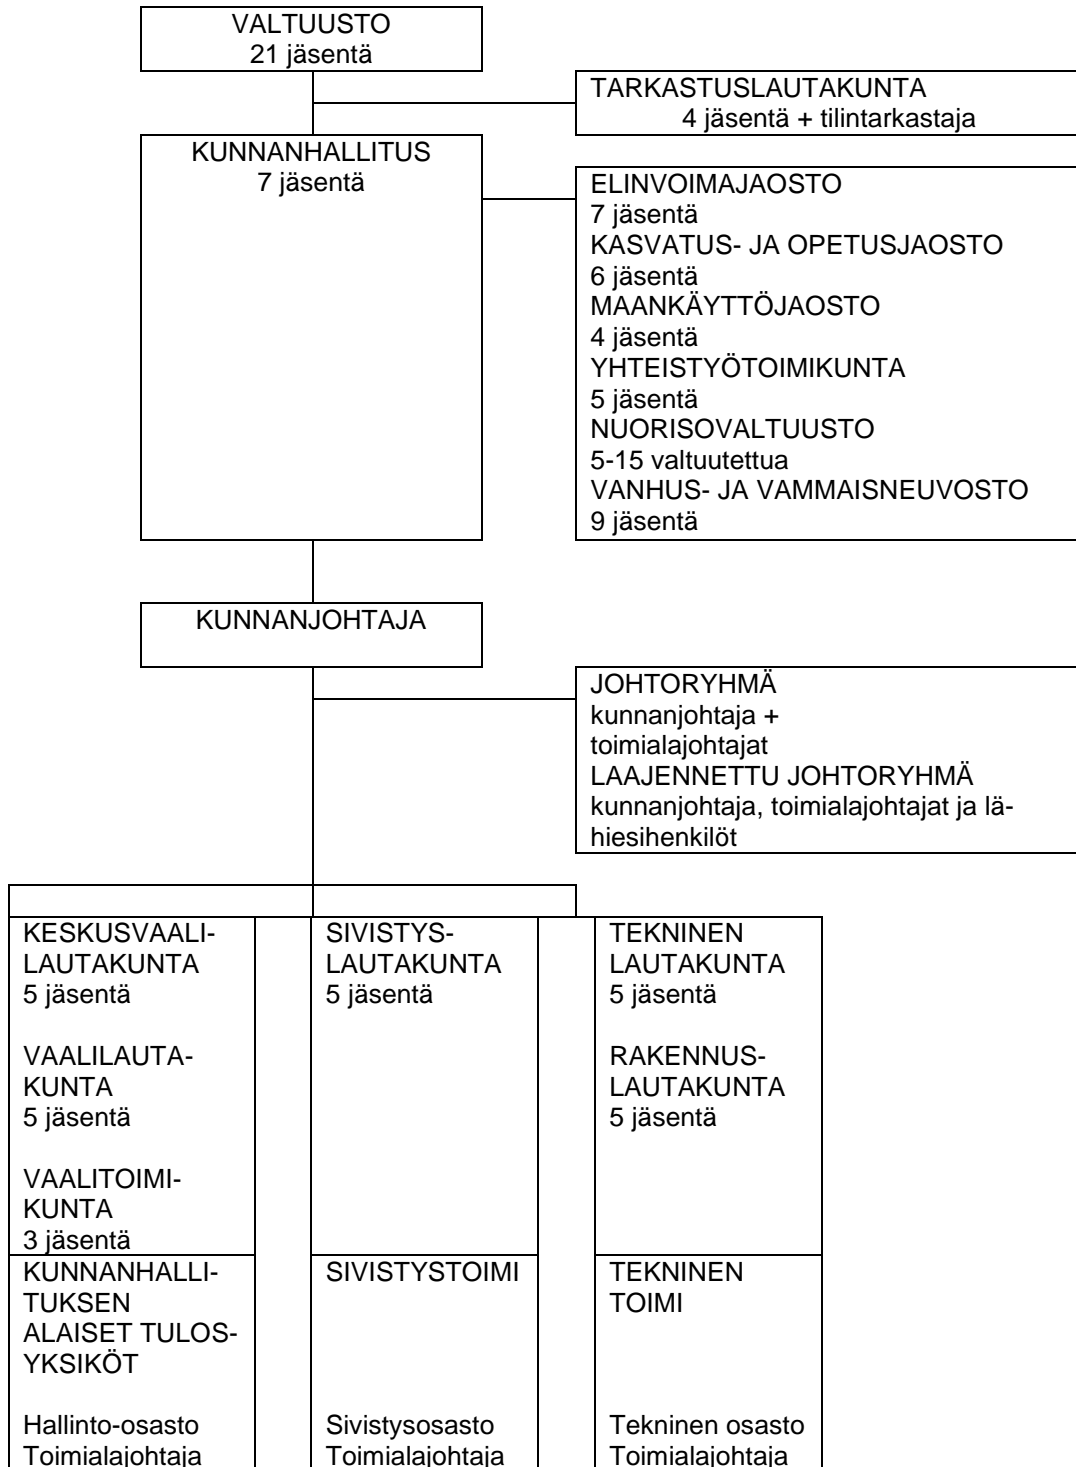 VALTUUSTO
21 jäsentä
TARKASTUSLAUTAKUNTA
4 jäsentä + tilintarkastaja
KUNNANHALLITUS
7 jäsentä
ELINVOIMAJAOSTO
7 jäsentä
KASVATUS- JA OPETUSJAOSTO
6 jäsentä
MAANKÄYTTÖJAOSTO
4 jäsentä
YHTEISTYÖTOIMIKUNTA
5 jäsentä
NUORISOVALTUUSTO
5-15 valtuutettua
VANHUS- JA VAMMAISNEUVOSTO
9 jäsentä
KUNNANJOHTAJA
JOHTORYHMÄ
kunnanjohtaja +
toimialajohtajat
LAAJENNETTU JOHTORYHMÄ
kunnanjohtaja, toimialajohtajat ja lä-
hiesihenkilöt
KESKUSVAALI-
LAUTAKUNTA
5 jäsentä
VAALILAUTA-
KUNTA
5 jäsentä
VAALITOIMI-
KUNTA
3 jäsentä
SIVISTYS-
LAUTAKUNTA
5 jäsentä
TEKNINEN
LAUTAKUNTA
5 jäsentä
RAKENNUS-
LAUTAKUNTA
5 jäsentä
KUNNANHALLI-
TUKSEN
ALAISET TULOS-
YKSIKÖT
Hallinto-osasto
Toimialajohtaja
SIVISTYSTOIMI
Sivistysosasto
Toimialajohtaja
TEKNINEN
TOIMI
Tekninen osasto
Toimialajohtaja